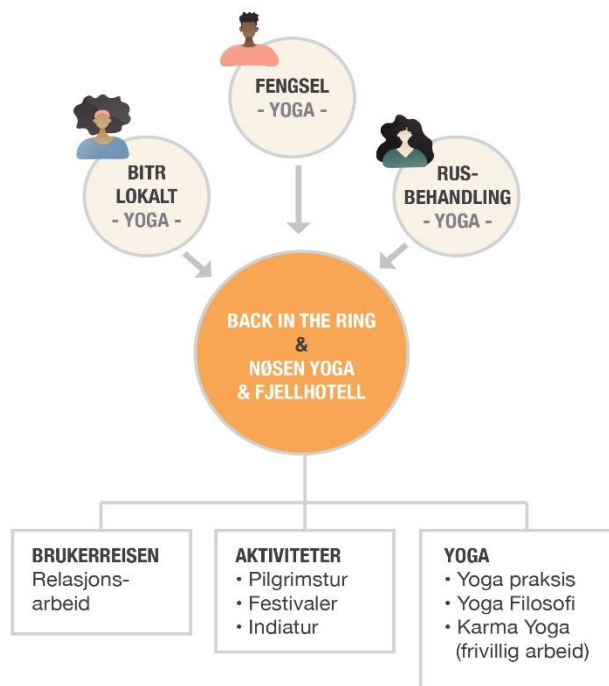 FENGSEL
- YOGA -
BITR
LOKALT
- YOGA -
RUS-
BEHANDLING
- YOGA -
BACK IN THE RING
&
NØSEN YOGA
& FJELLHOTELL
BRUKERREISEN
Relasjons-
arbeid
AKTIVITETER
• Pilgrimstur
• Festivaler
• Indiatur
YOGA
• Yoga praksis
• Yoga Filosofi
• Karma Yoga
(frivillig arbeid)